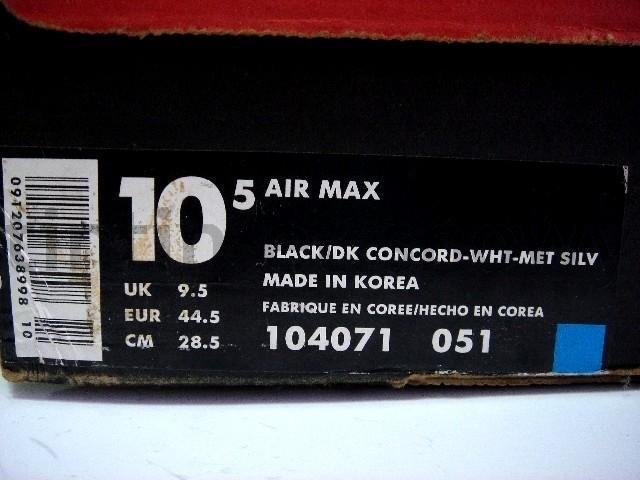 091207638998 10
10 5
AIR MAX
BLACK/DK CONCORD-WHT-MET SILV
MADE IN KOREA
FABRIQUE EN COREE/HECHO EN COREA
104071 051
UK 9.5
EUR 44.5
CM 28.5